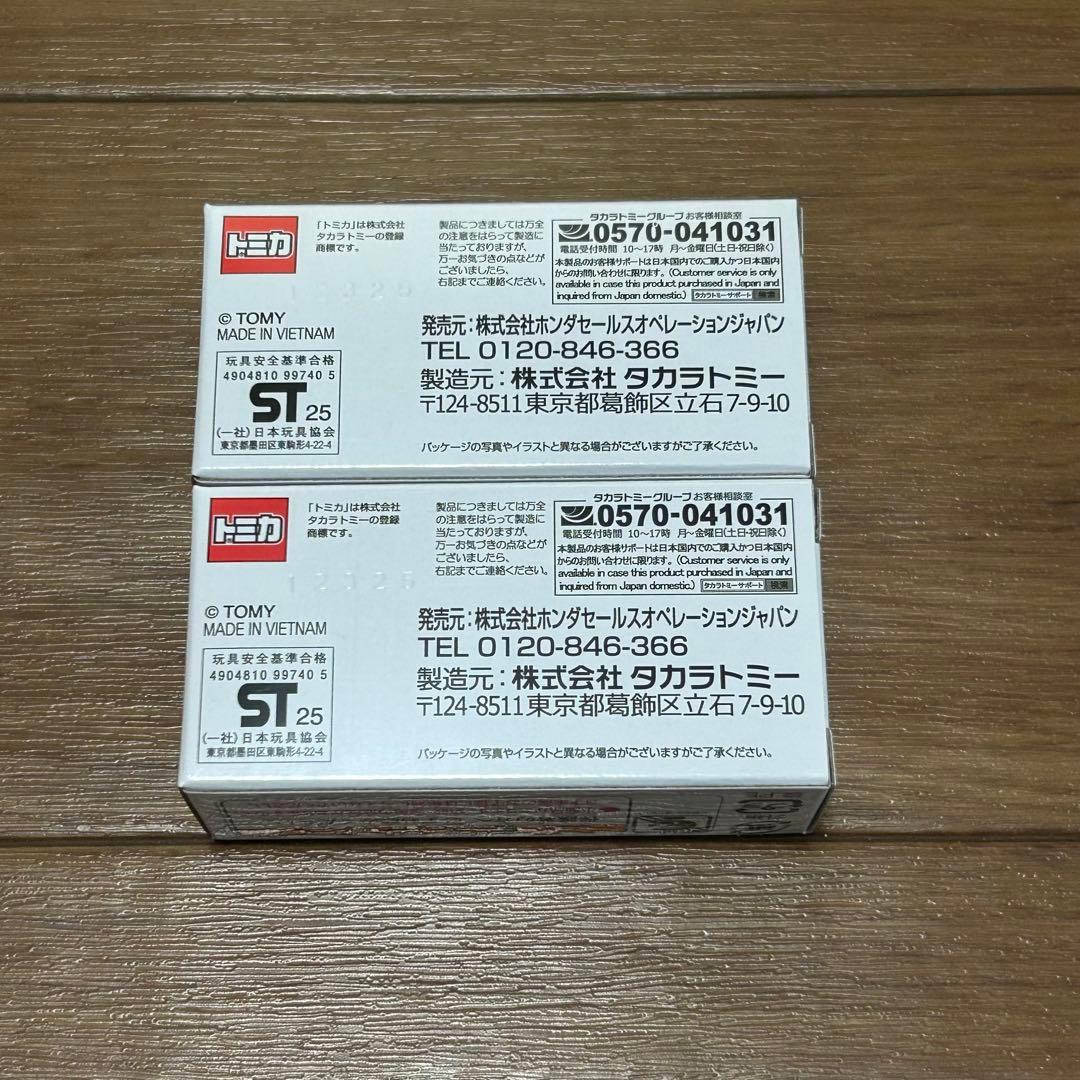 トミカ
「トミカ」は株式会社
タカラトミーの登録
商標です。
製品につきましては万全
の注意をはらって製造に
当たっておりますが、
万一お気づきの点などが
ございましたら、
右記までご連絡ください。
タカラトミーグループ お客様相談室
0570-041031
電話受付時間 10〜17時 月〜金曜日(土・日・祝日除く)
本製品のお客様サポートは日本国内でのご購入かつ日本国内
からのお問い合わせに限ります。(Customer service is only
available in case this product purchased in Japan and
inquired from Japan domestic.) タカラトミーサポート 検索
© TOMY
MADE IN VIETNAM
玩具安全基準合格
4904810 99740 5
ST 25
(一社)日本玩具協会
東京都墨田区東駒形4-22-4
発売元:株式会社ホンダセールスオペレーションジャパン
TEL 0120-846-366
製造元:株式会社 タカラトミー
〒124-8511 東京都葛飾区立石 7-9-10
パッケージの写真やイラストと異なる場合がございますがご了承ください。
トミカ
「トミカ」は株式会社
タカラトミーの登録
商標です。
製品につきましては万全
の注意をはらって製造に
当たっておりますが、
万一お気づきの点などが
ございましたら、
右記までご連絡ください。
タカラトミーグループ お客様相談室
0570-041031
電話受付時間 10〜17時 月〜金曜日(土・日・祝日除く)
本製品のお客様サポートは日本国内でのご購入かつ日本国内
からのお問い合わせに限ります。(Customer service is only
available in case this product purchased in Japan and
inquired from Japan domestic.) タカラトミーサポート 検索
© TOMY
MADE IN VIETNAM
玩具安全基準合格
4904810 99740 5
ST 25
(一社)日本玩具協会
東京都墨田区東駒形4-22-4
発売元:株式会社ホンダセールスオペレーションジャパン
TEL 0120-846-366
製造元:株式会社 タカラトミー
〒124-8511 東京都葛飾区立石 7-9-10
パッケージの写真やイラストと異なる場合がございますがご了承ください。